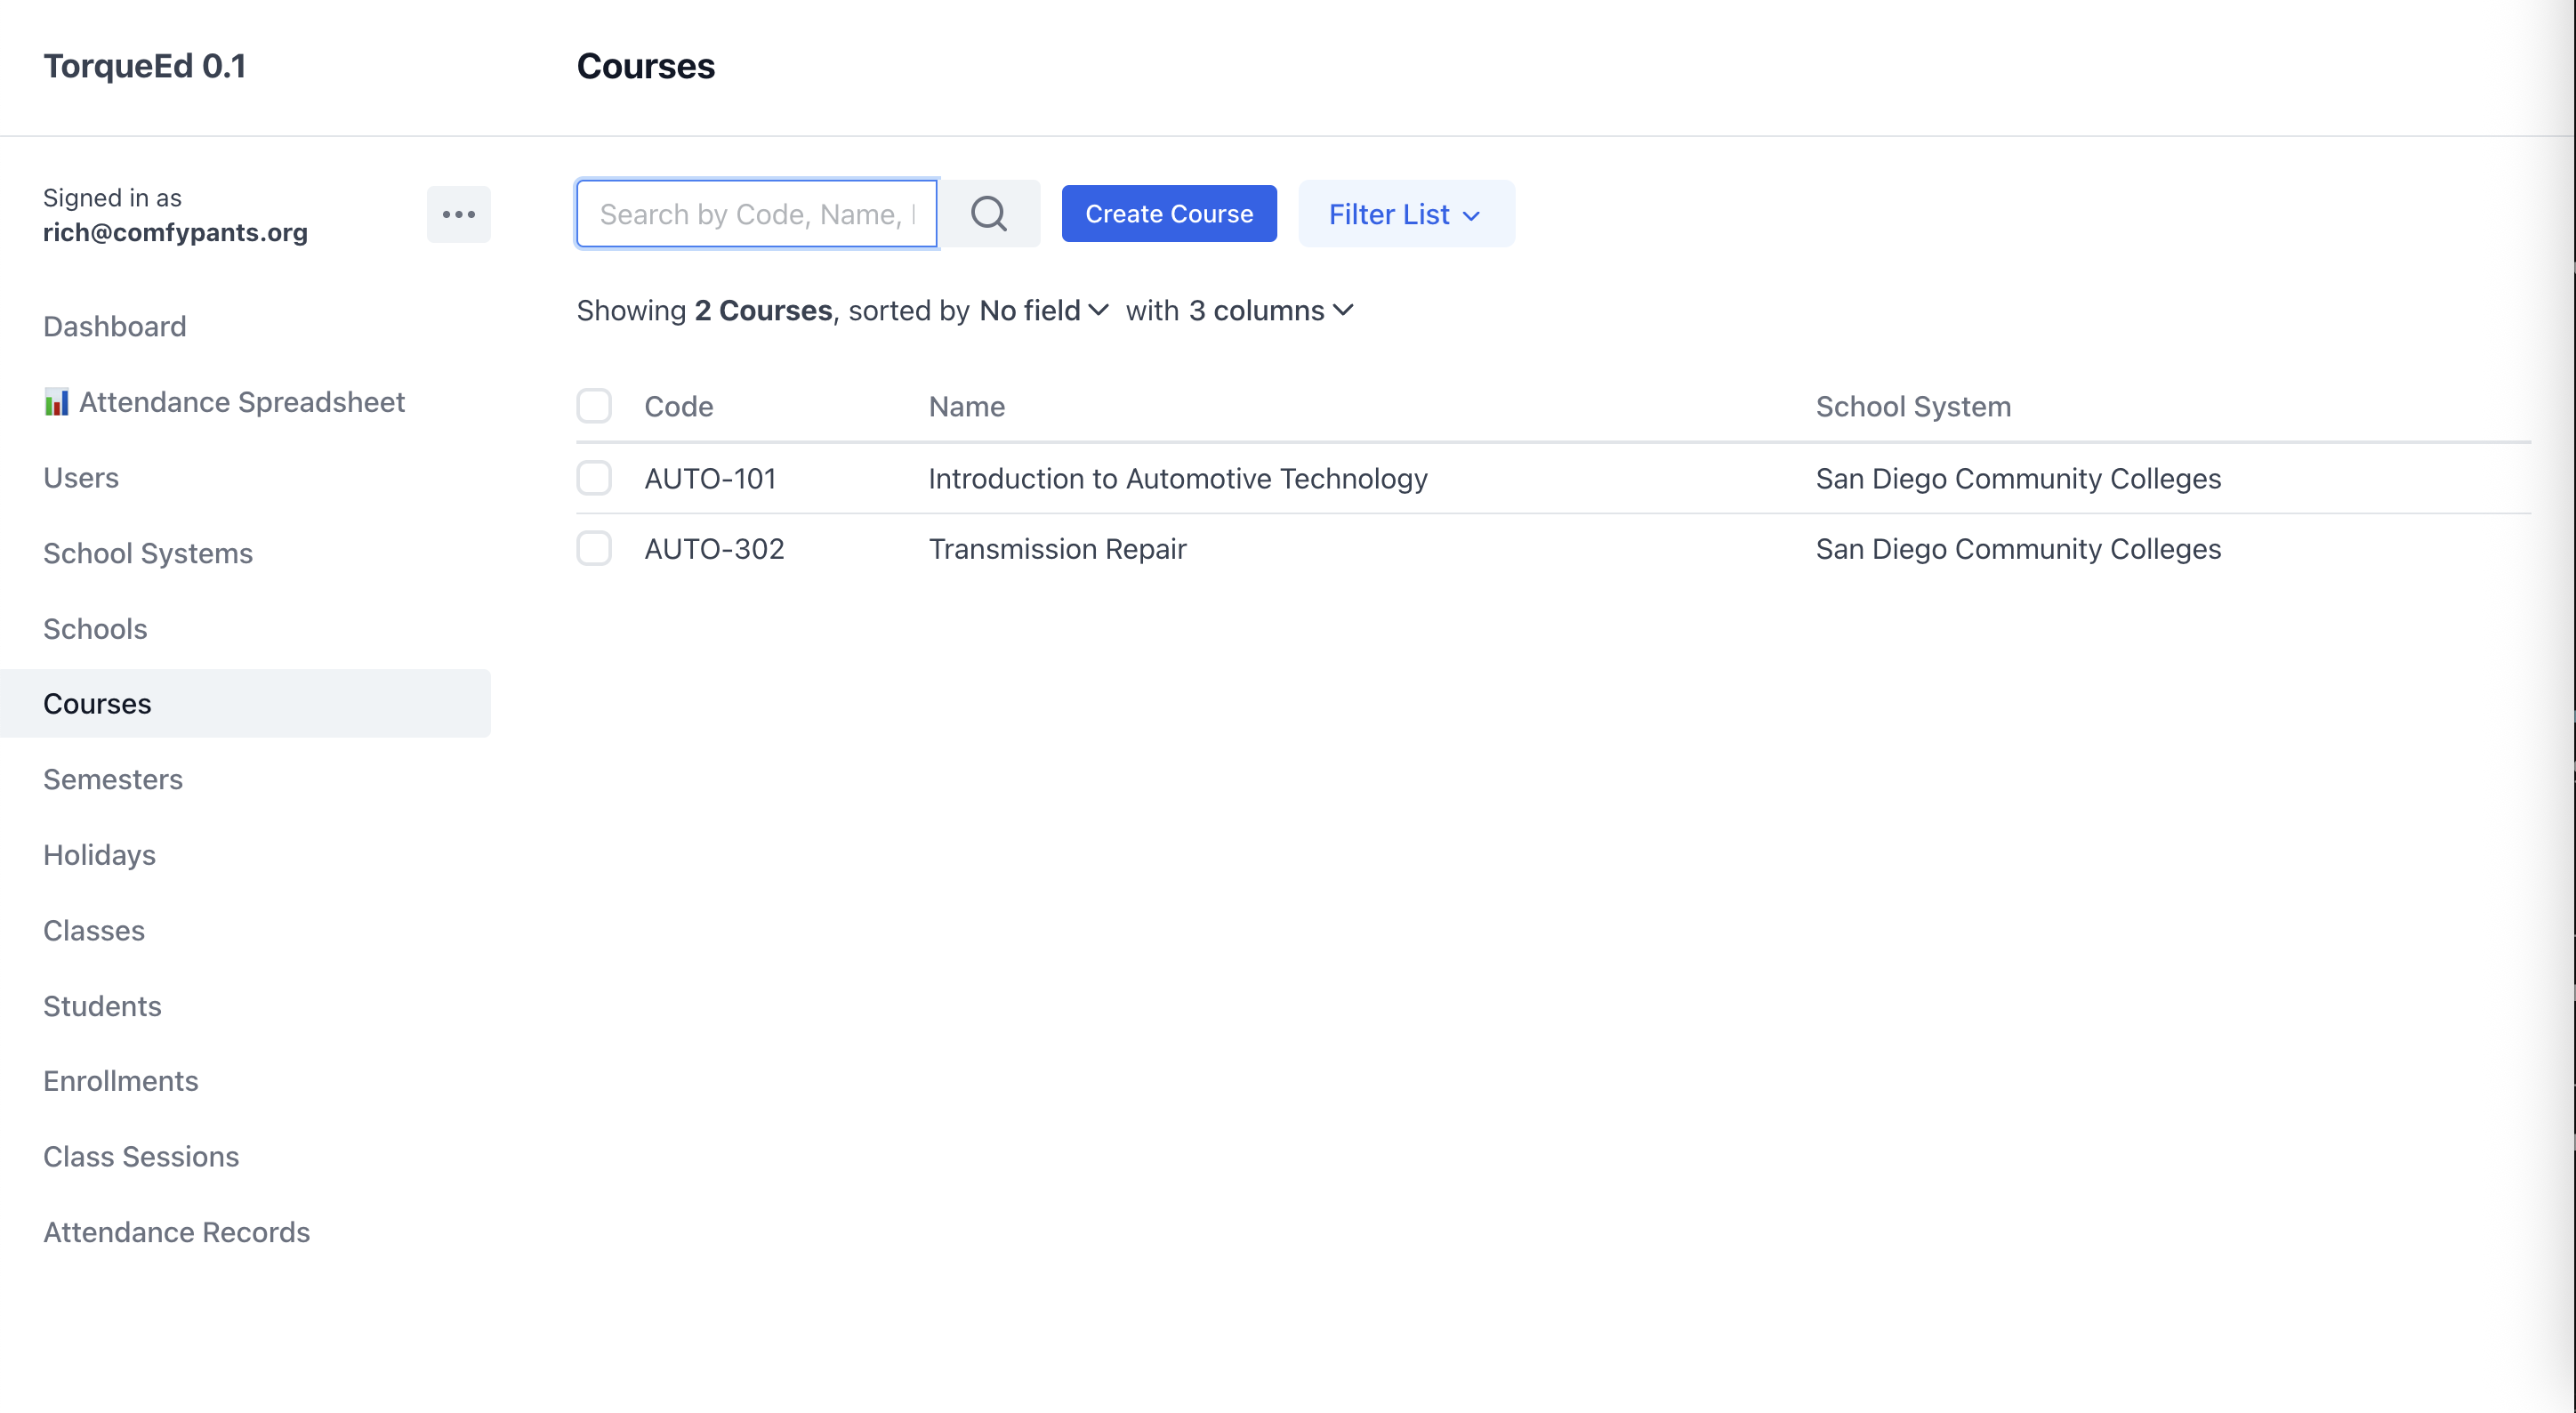 TorqueEd 0.1
Courses
Signed in as
rich@comfypants.org
Dashboard
Attendance Spreadsheet
Users
School Systems
Schools
Courses
Semesters
Holidays
Classes
Students
Enrollments
Class Sessions
Attendance Records
Search by Code, Name,
Create Course
Filter List
Showing 2 Courses, sorted by No field with 3 columns
Code Name School System
AUTO-101 Introduction to Automotive Technology San Diego Community Colleges
AUTO-302 Transmission Repair San Diego Community Colleges